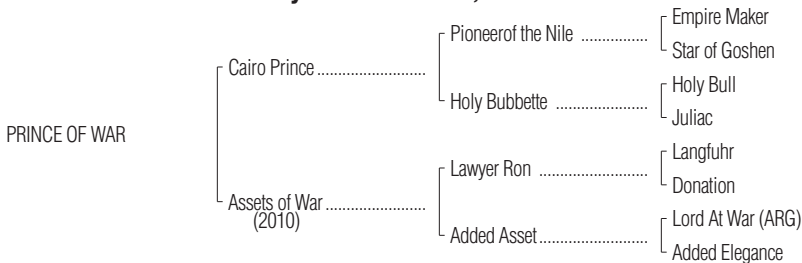 Empire Maker
Pioneerof the Nile ................
Star of Goshen
Cairo Prince ..........................
Holy Bull
Holy Bubbette ......................
Juliac
PRINCE OF WAR
Langfuhr
Lawyer Ron ..........................
Donation
Assets of War ........................
(2010)
Lord At War (ARG)
Added Asset..........................
Added Elegance